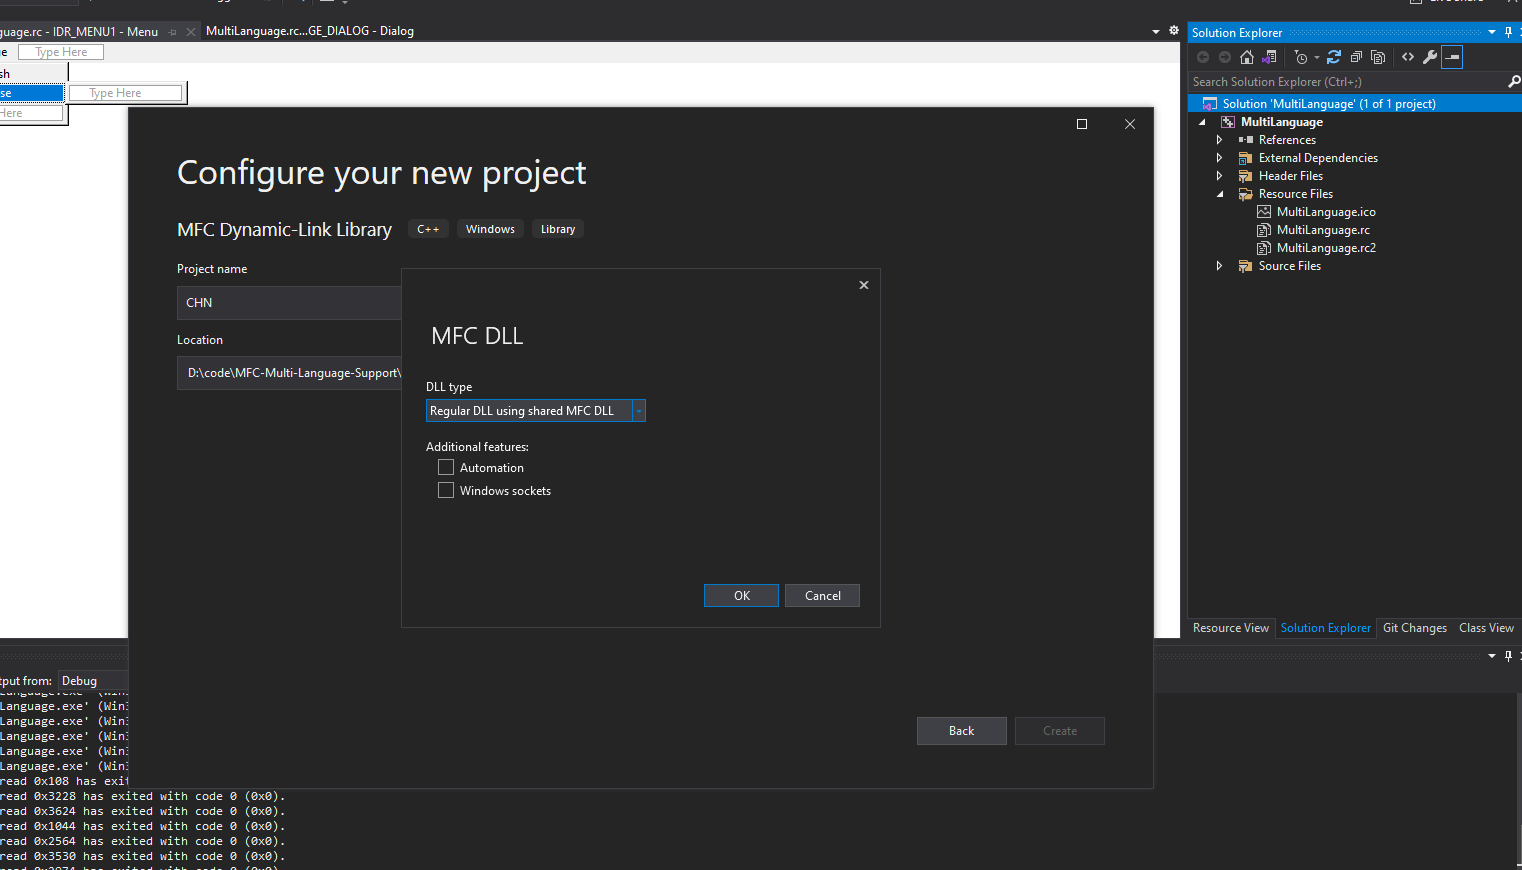 guage.rc - IDR_MENU1 - Menu
MultiLanguage.rc...GE_DIALOG - Dialog
ge
Type Here
sh
se
Type Here
Here
Configure your new project
MFC Dynamic-Link Library
C++
Windows
Library
Project name
CHN
Location
D:\code\MFC-Multi-Language-Support\
MFC DLL
DLL type
Regular DLL using shared MFC DLL
Additional features:
Automation
Windows sockets
OK
Cancel
Back
Create
Solution Explorer
Search Solution Explorer (Ctrl+;)
Solution 'MultiLanguage' (1 of 1 project)
MultiLanguage
References
External Dependencies
Header Files
Resource Files
MultiLanguage.ico
MultiLanguage.rc
MultiLanguage.rc2
Source Files
Resource View
Solution Explorer
Git Changes
Class View
tput from:
Debug
Language.exe' (Win3
Language.exe' (Win3
Language.exe' (Win3
Language.exe' (Win3
Language.exe' (Win3
read 0x108 has exit
read 0x3228 has exited with code 0 (0x0).
read 0x3624 has exited with code 0 (0x0).
read 0x1044 has exited with code 0 (0x0).
read 0x2564 has exited with code 0 (0x0).
read 0x3530 has exited with code 0 (0x0).